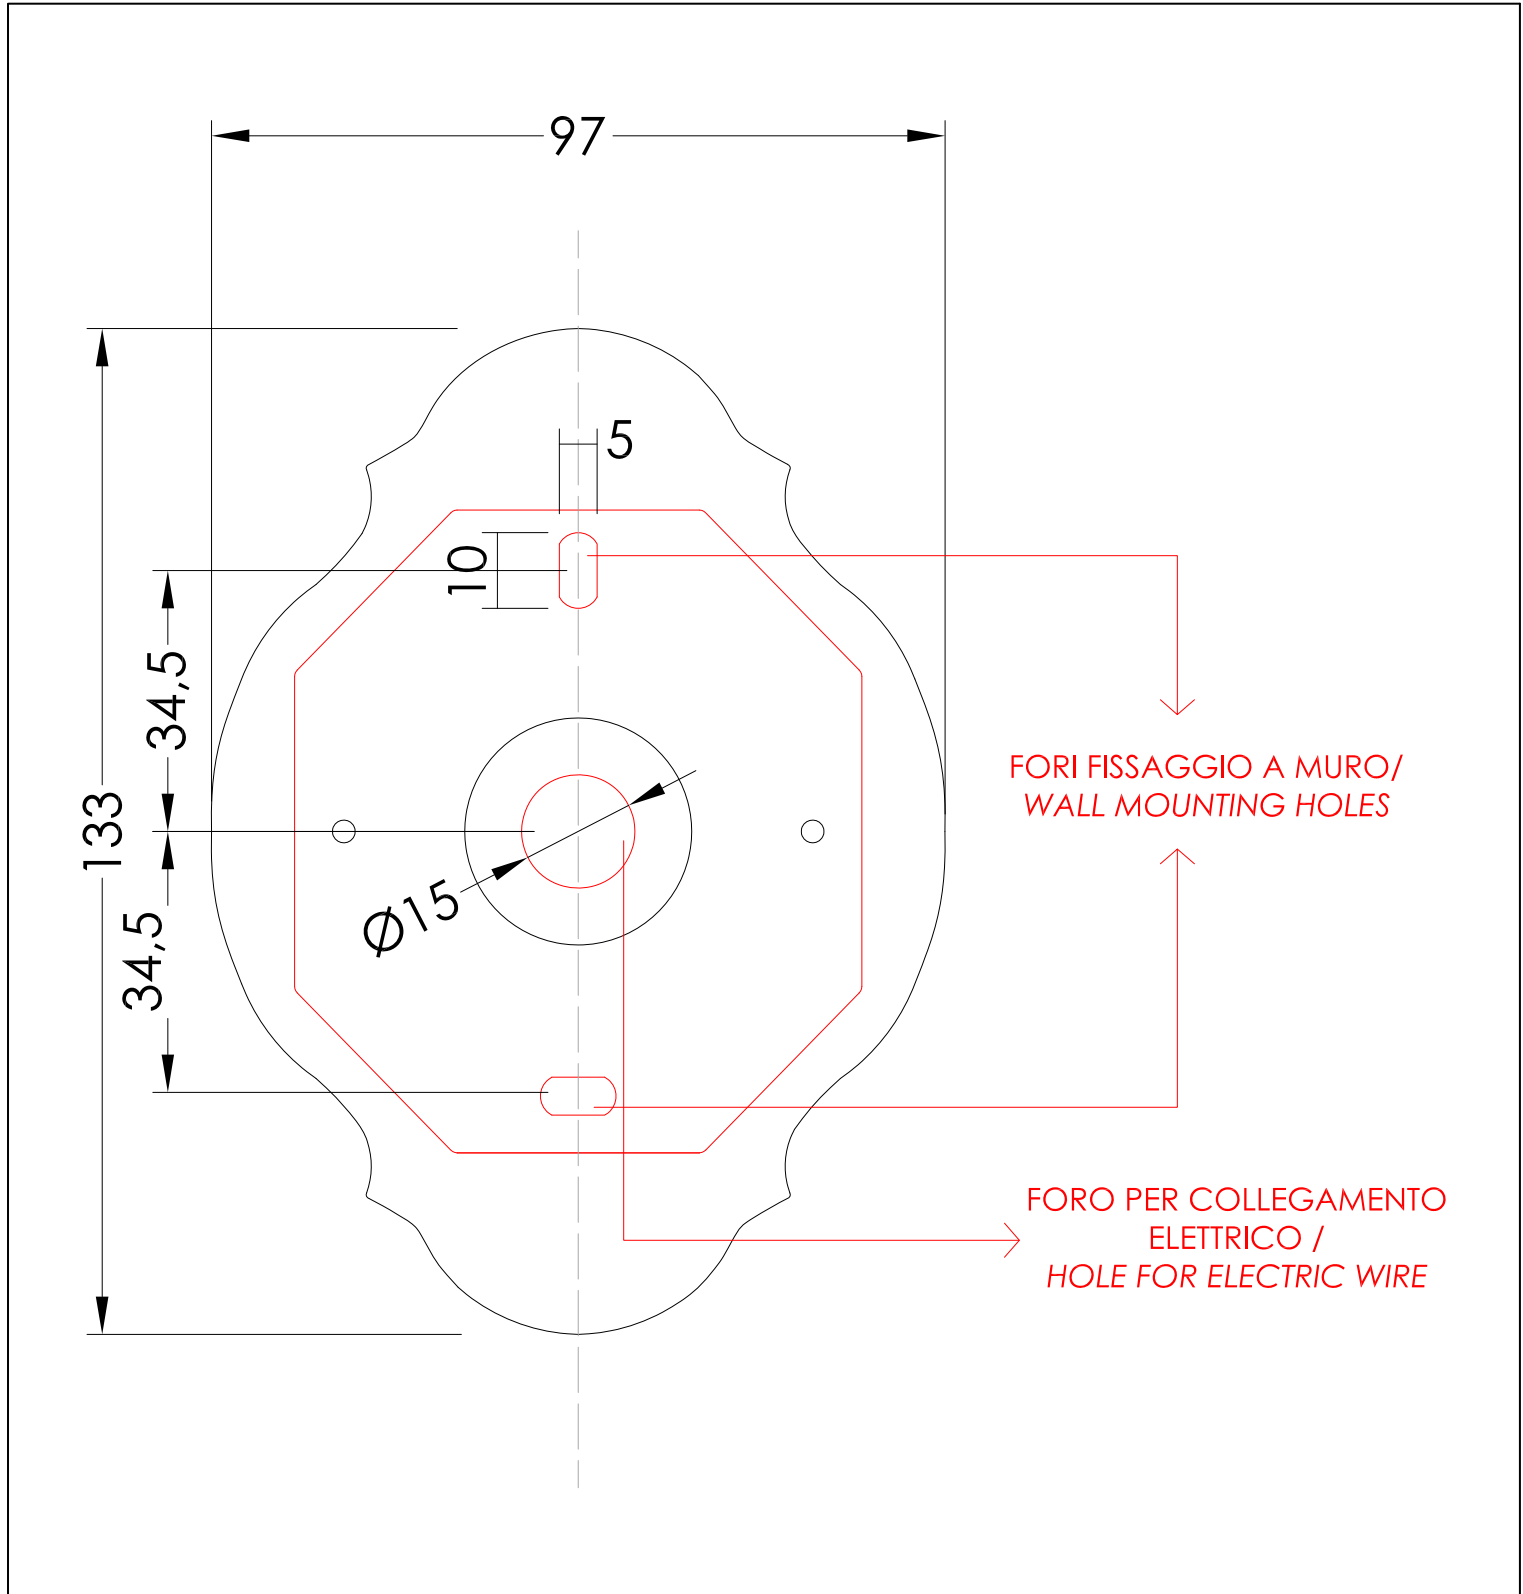 97
5
10
34,5
133
Ø15
34,5
FORI FISSAGGIO A MURO/
WALL MOUNTING HOLES
FORO PER COLLEGAMENTO
ELETTRICO /
HOLE FOR ELECTRIC WIRE